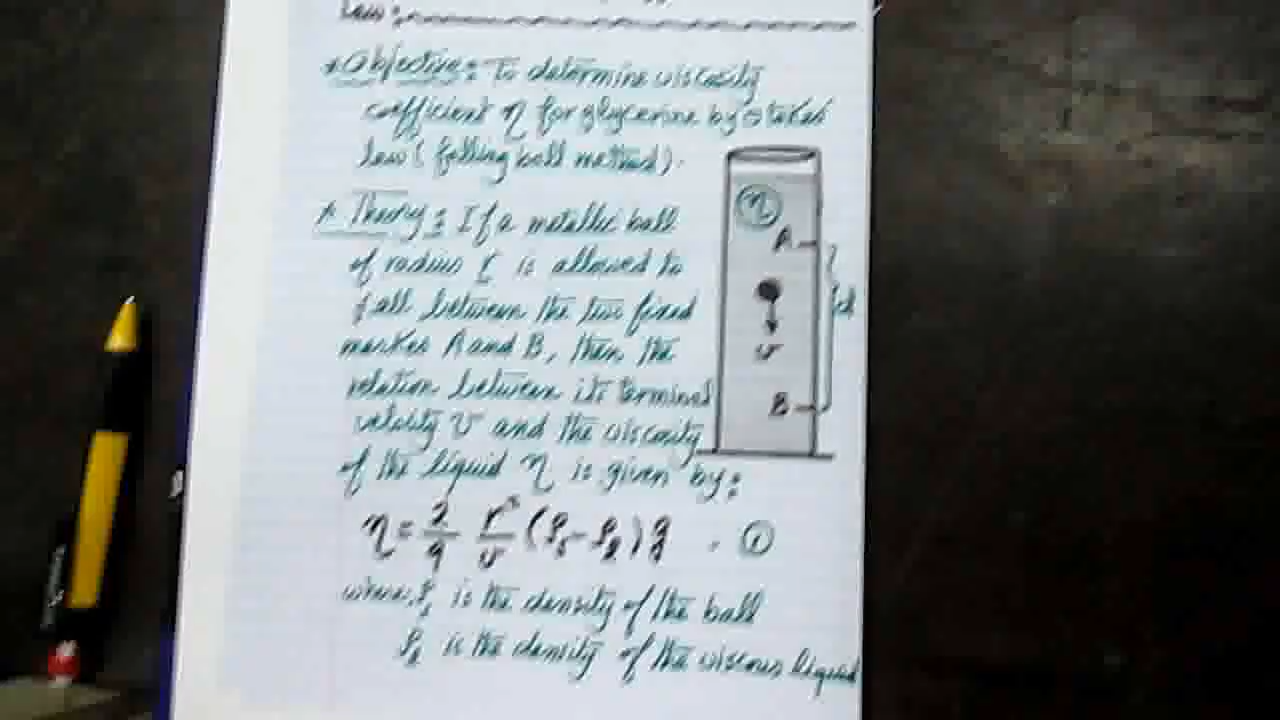 Law:
* Objective: To determine viscosity
coefficient η for glycerine by Stokes
law (falling ball method).
* Theory: If a metallic ball
of radius r is allowed to
fall between the two fixed
markes A and B, then the
relation between its terminal
velocity v and the viscosity
of the liquid η is given by:
η = 2/9 r²/v (ρs - ρl) g . ①
where, ρs is the density of the ball
ρl is the density of the viscous liquid
η
A
d
v
B